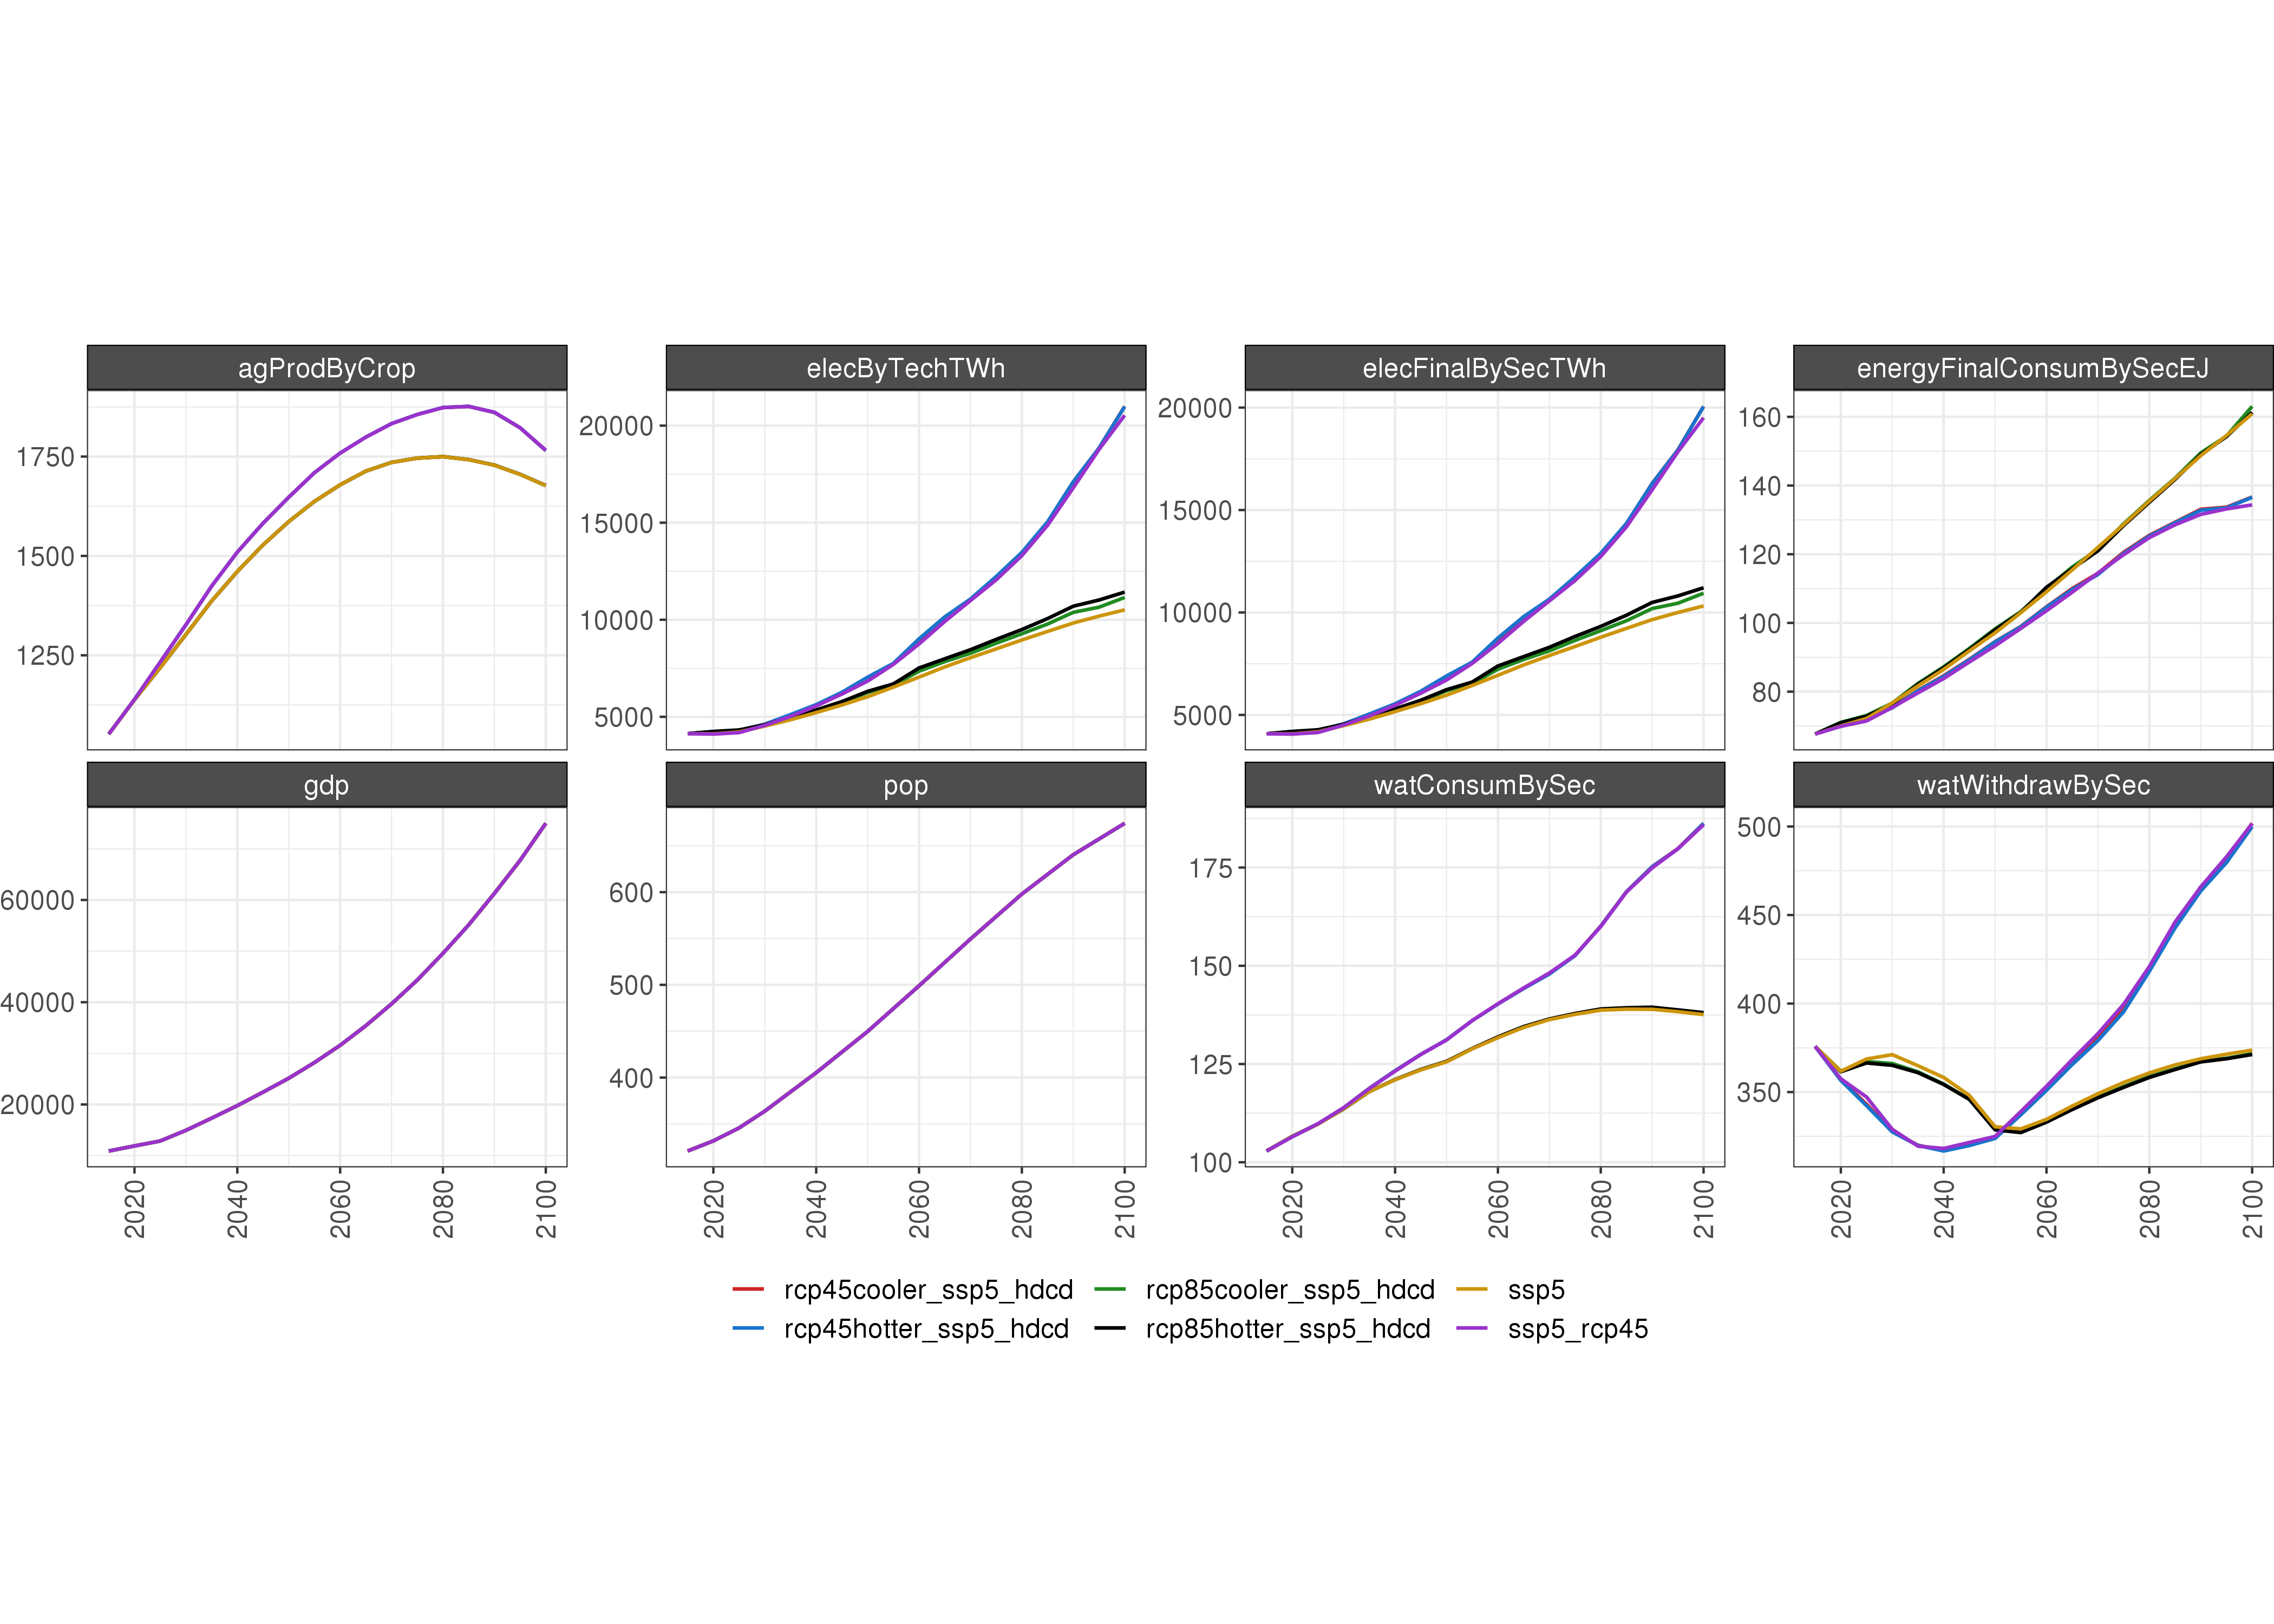 agProdByCrop
elecByTechTWh
elecFinalBySecTWh
energyFinalConsumBySecEJ
1750
1500
1250
20000
15000
10000
5000
20000
15000
10000
5000
160
140
120
100
80
gdp
pop
watConsumBySec
watWithdrawBySec
60000
40000
20000
600
500
400
175
150
125
100
500
450
400
350
2020 2040 2060 2080 2100
2020 2040 2060 2080 2100
2020 2040 2060 2080 2100
2020 2040 2060 2080 2100
rcp45cooler_ssp5_hdcd rcp85cooler_ssp5_hdcd ssp5
rcp45hotter_ssp5_hdcd rcp85hotter_ssp5_hdcd ssp5_rcp45